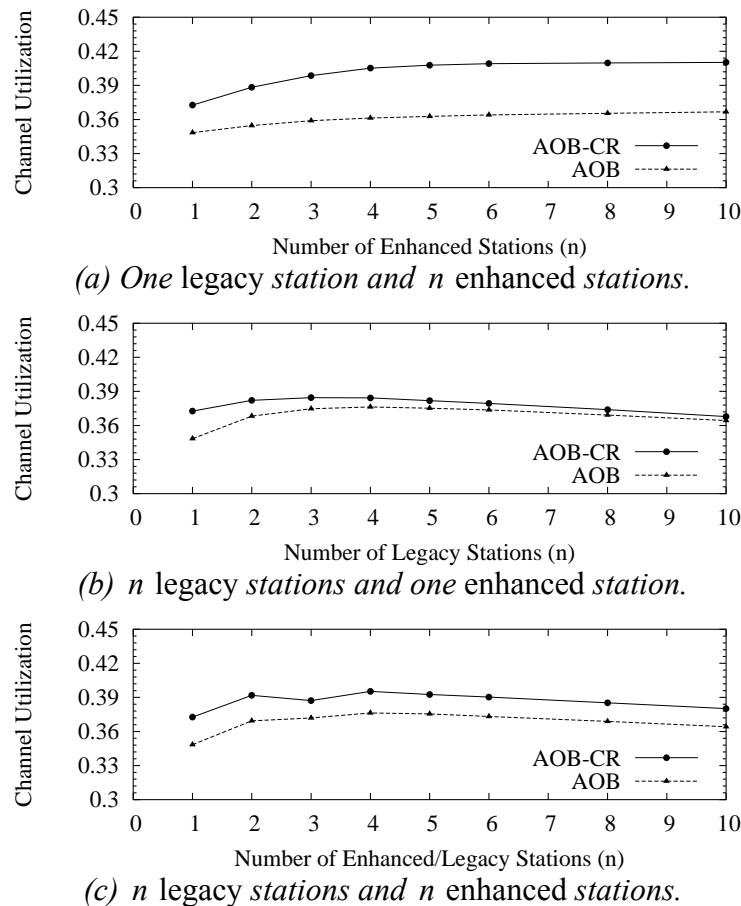 0.45
0.42
0.39
0.36
0.33
0.3
Channel Utilization
AOB-CR
AOB
0 1 2 3 4 5 6 7 8 9 10
Number of Enhanced Stations (n)
(a) One legacy station and n enhanced stations.
0.45
0.42
0.39
0.36
0.33
0.3
Channel Utilization
AOB-CR
AOB
0 1 2 3 4 5 6 7 8 9 10
Number of Legacy Stations (n)
(b) n legacy stations and one enhanced station.
0.45
0.42
0.39
0.36
0.33
0.3
Channel Utilization
AOB-CR
AOB
0 1 2 3 4 5 6 7 8 9 10
Number of Enhanced/Legacy Stations (n)
(c) n legacy stations and n enhanced stations.